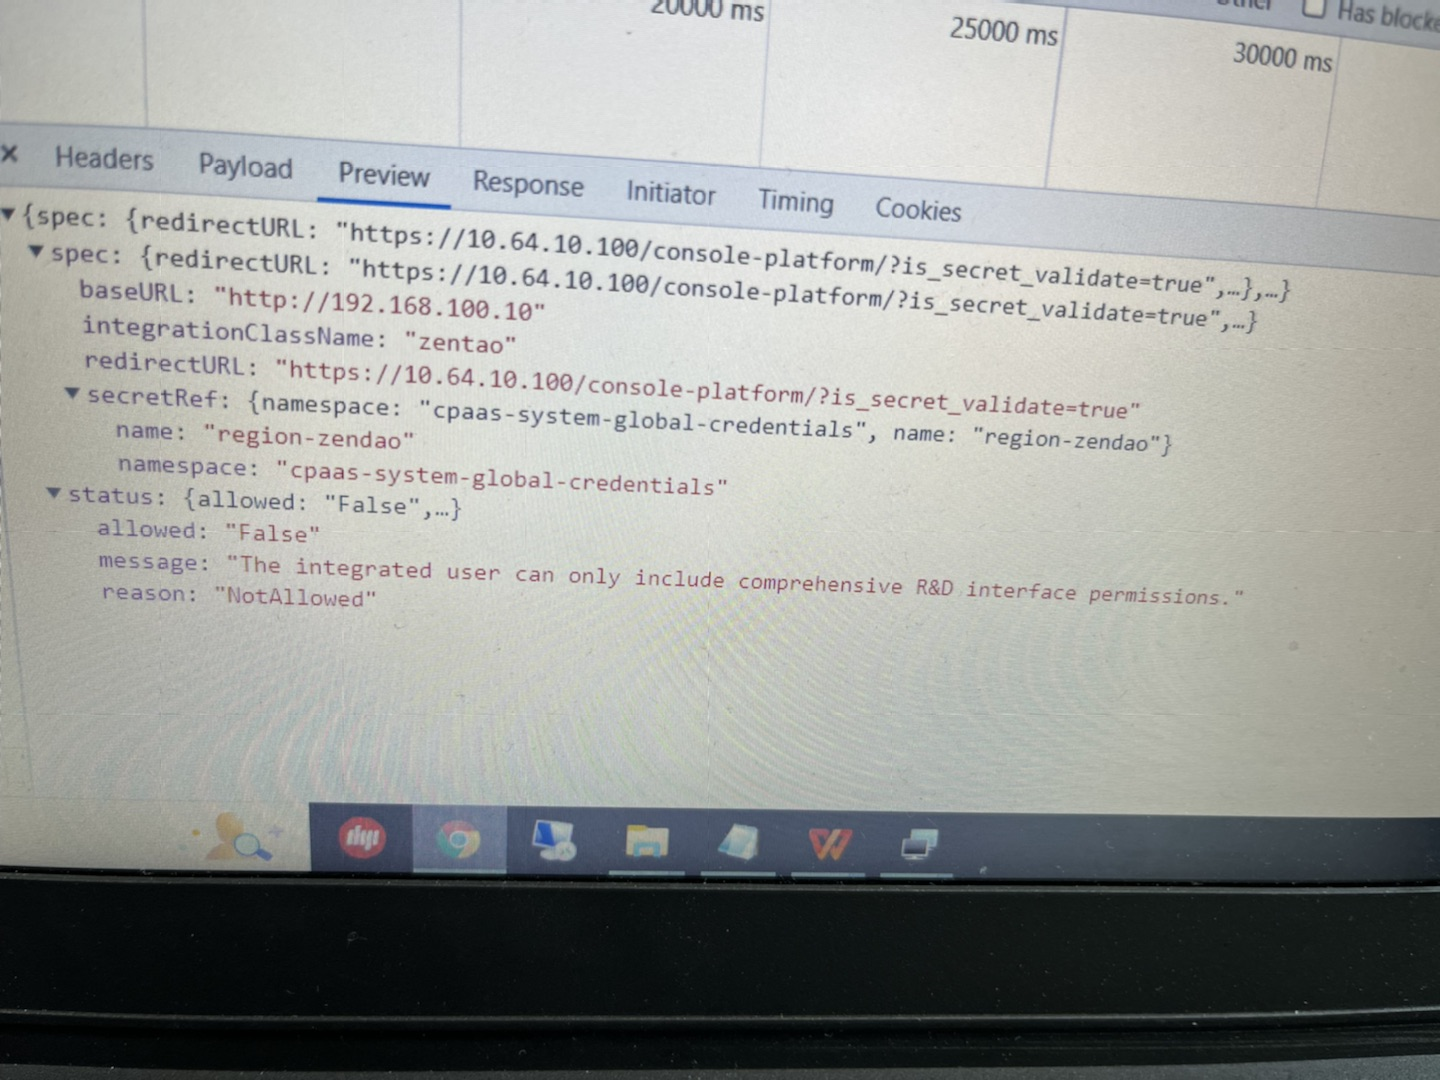 20000 ms
25000 ms
30000 ms
Other
Has blocke
× Headers Payload Preview Response Initiator Timing Cookies
▼{spec: {redirectURL: "https://10.64.10.100/console-platform/?is_secret_validate=true",…},…}
▼spec: {redirectURL: "https://10.64.10.100/console-platform/?is_secret_validate=true",…}
baseURL: "http://192.168.100.10"
integrationClassName: "zentao"
redirectURL: "https://10.64.10.100/console-platform/?is_secret_validate=true"
▼secretRef: {namespace: "cpaas-system-global-credentials", name: "region-zendao"}
name: "region-zendao"
namespace: "cpaas-system-global-credentials"
▼status: {allowed: "False",…}
allowed: "False"
message: "The integrated user can only include comprehensive R&D interface permissions."
reason: "NotAllowed"